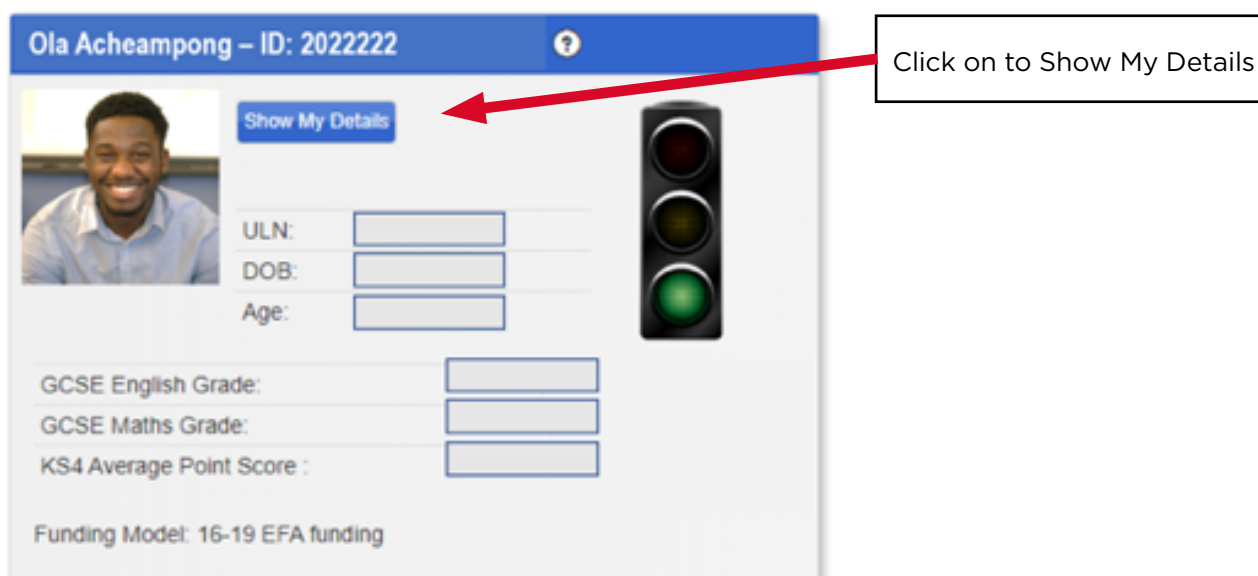 Ola Acheampong – ID: 2022222 ?
Click on to Show My Details
Show My Details
ULN:
DOB:
Age:
GCSE English Grade:
GCSE Maths Grade:
KS4 Average Point Score :
Funding Model: 16-19 EFA funding